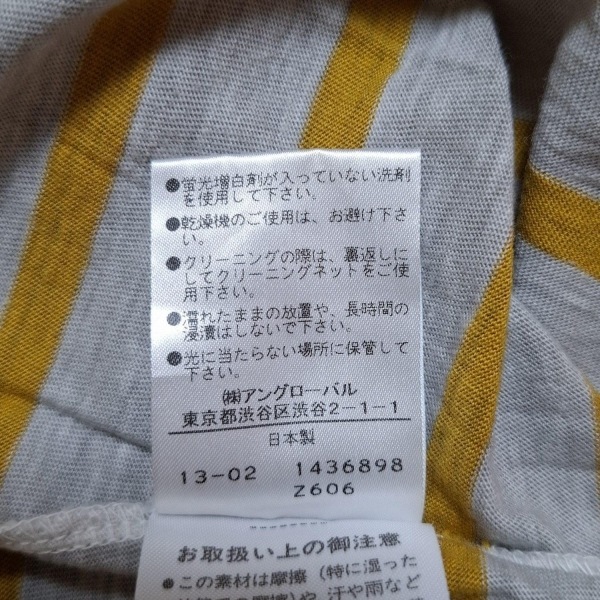 ●蛍光増白剤が入っていない洗剤
を使用して下さい。
●乾燥機のご使用は、お避け下さ
い。
●クリーニングの際は、裏返しに
してクリーニングネットをご使
用下さい。
●濡れたままの放置や、長時間の
浸漬はしないで下さい。
●光に当たらない場所に保管して
下さい。
㈱アングローバル
東京都渋谷区渋谷2-1-1
日本製
13-02 1436898
Z606
お取扱い上の御注意
●この素材は摩擦(特に湿った
での摩擦)や、汗や雨など